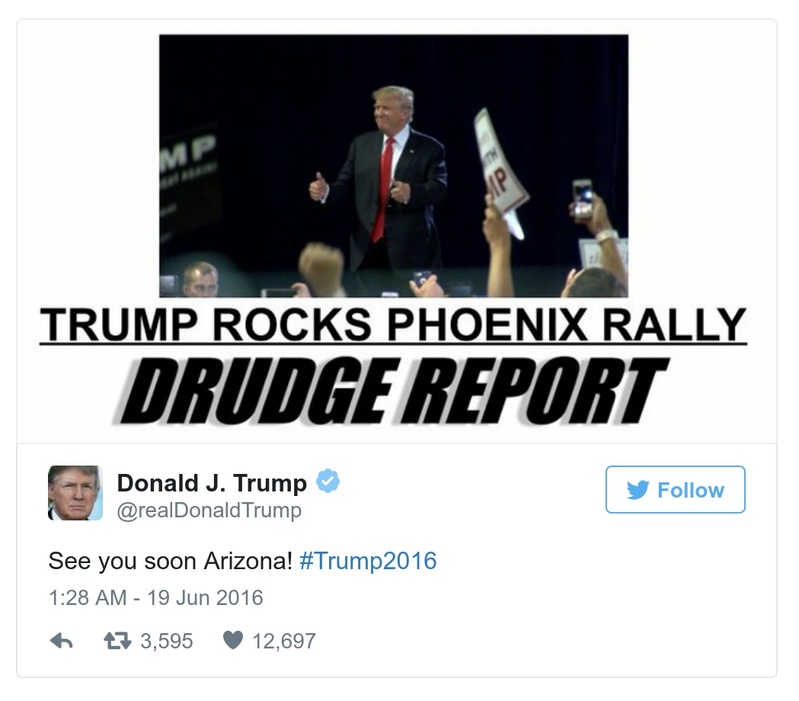 MP
TH
MP
TRUMP ROCKS PHOENIX RALLY
DRUDGE REPORT
Donald J. Trump
@realDonaldTrump
Follow
See you soon Arizona! #Trump2016
1:28 AM - 19 Jun 2016
3,595 12,697